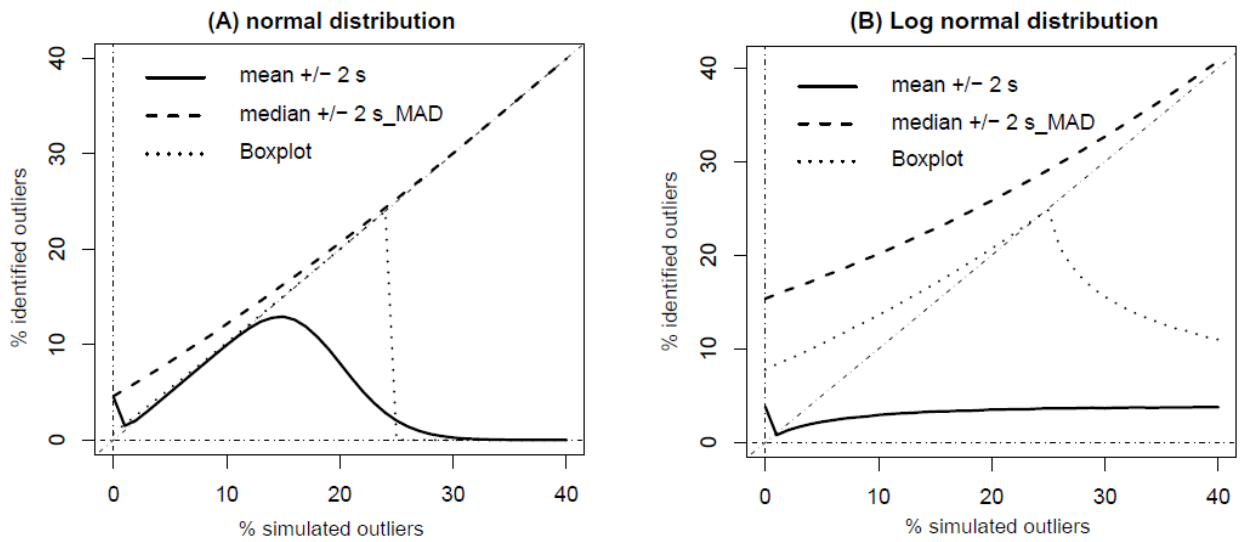 (A) normal distribution
mean +/− 2 s
median +/− 2 s_MAD
Boxplot
% identified outliers
0
10
20
30
40
0
10
20
30
40
% simulated outliers
(B) Log normal distribution
mean +/− 2 s
median +/− 2 s_MAD
Boxplot
% identified outliers
0
10
20
30
40
0
10
20
30
40
% simulated outliers